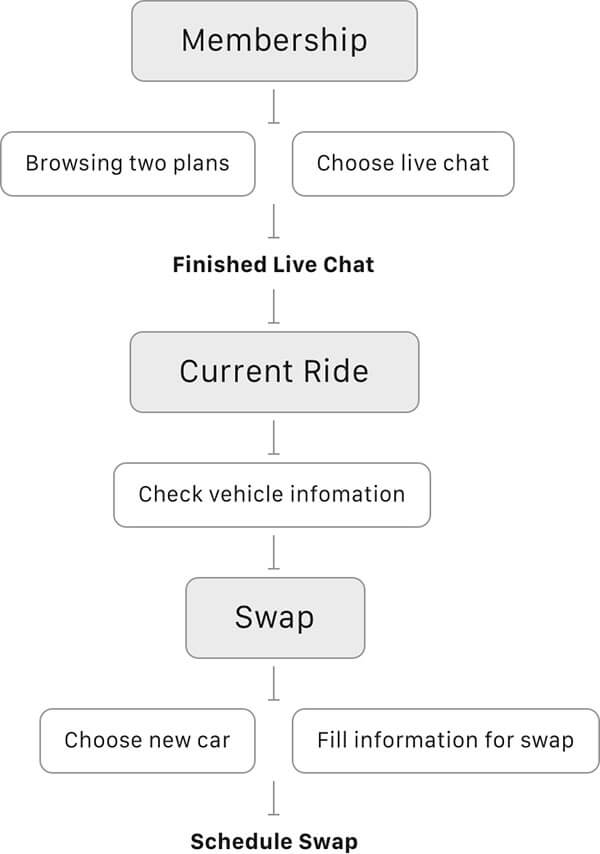 Membership
Browsing two plans
Choose live chat
Finished Live Chat
Current Ride
Check vehicle infomation
Swap
Choose new car
Fill information for swap
Schedule Swap